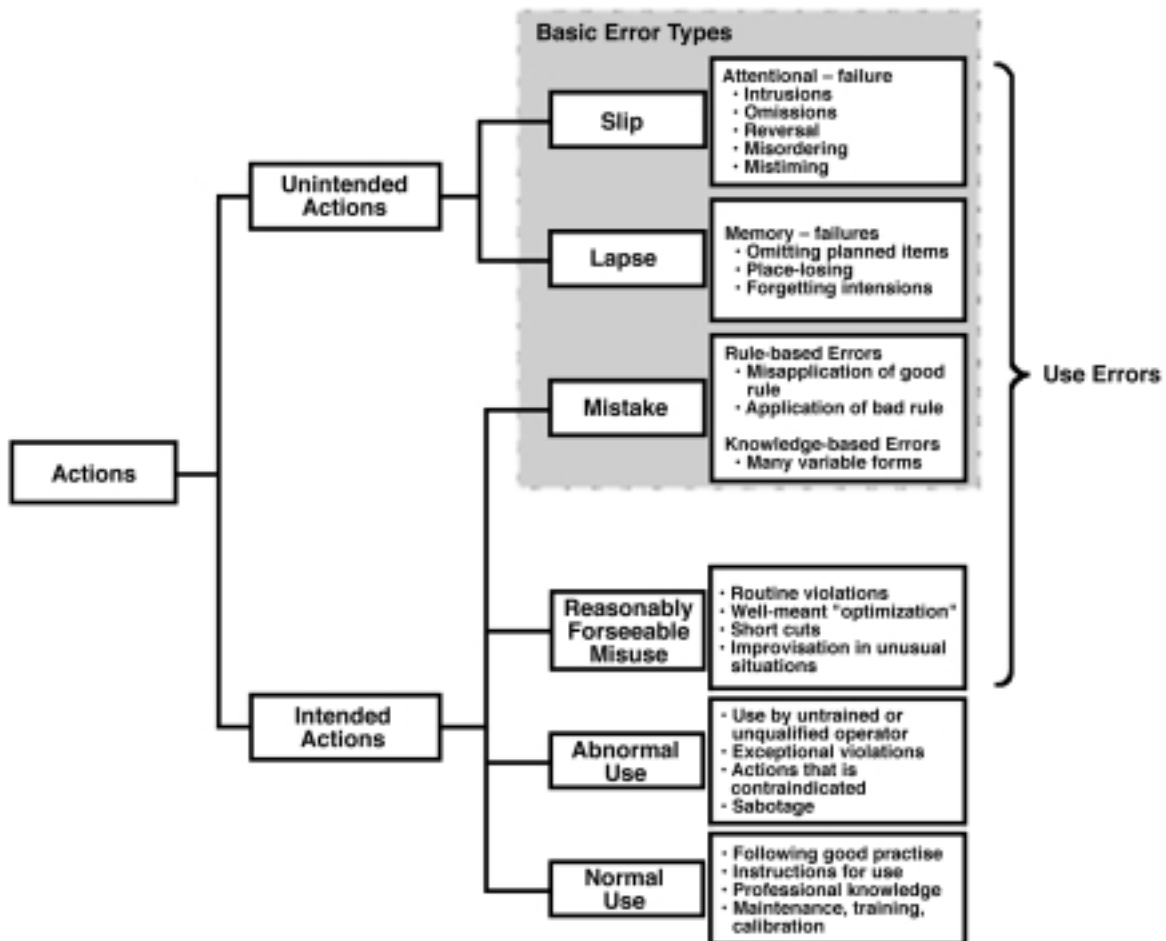 Basic Error Types
Slip
Attentional – failure
• Intrusions
• Omissions
• Reversal
• Misordering
• Mistiming
Unintended
Actions
Lapse
Memory – failures
• Omitting planned items
• Place-losing
• Forgetting intensions
Mistake
Rule-based Errors
• Misapplication of good
rule
• Application of bad rule
Knowledge-based Errors
• Many variable forms
Use Errors
Actions
Reasonably
Forseeable
Misuse
• Routine violations
• Well-meant "optimization"
• Short cuts
• Improvisation in unusual
situations
Intended
Actions
Abnormal
Use
• Use by untrained or
unqualified operator
• Exceptional violations
• Actions that is
contraindicated
• Sabotage
Normal
Use
• Following good practise
• Instructions for use
• Professional knowledge
• Maintenance, training,
calibration